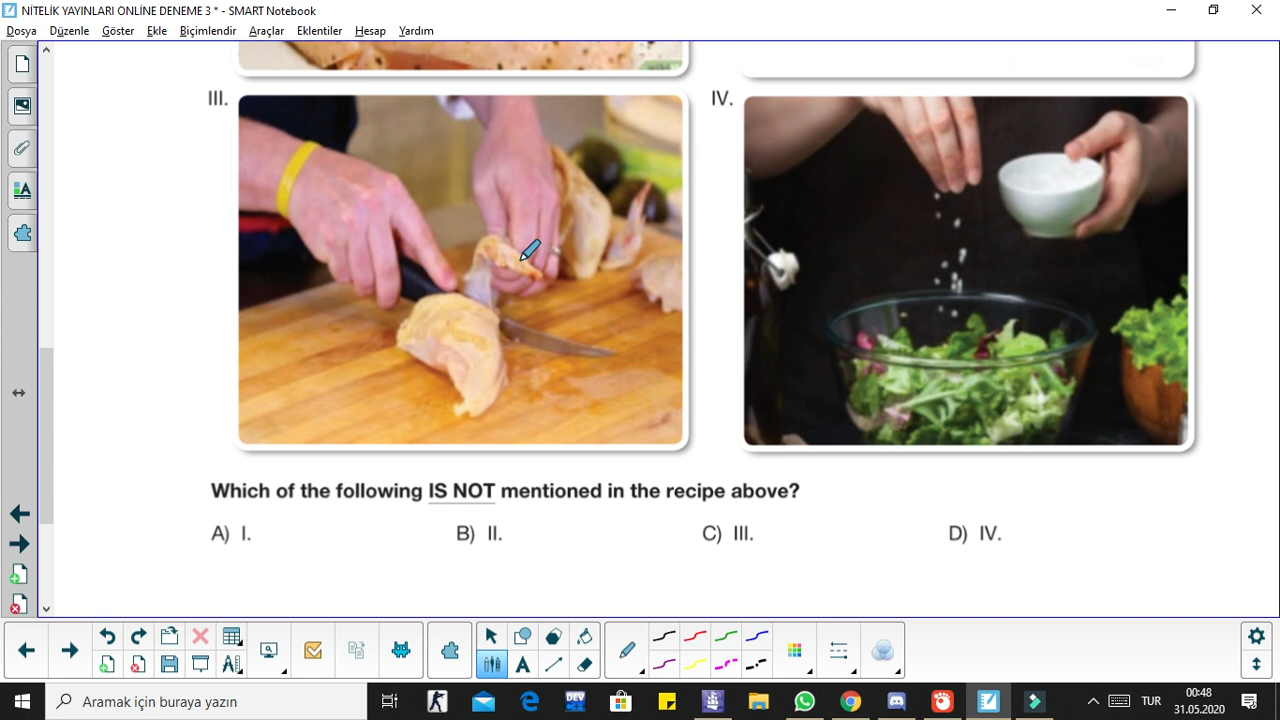 NİTELİK YAYINLARI ONLİNE DENEME 3 * - SMART Notebook
Dosya Düzenle Göster Ekle Biçimlendir Araçlar Eklentiler Hesap Yardım
III.
IV.
Which of the following IS NOT mentioned in the recipe above?
A) I. B) II. C) III. D) IV.
Aramak için buraya yazın
TUR
00:48
31.05.2020